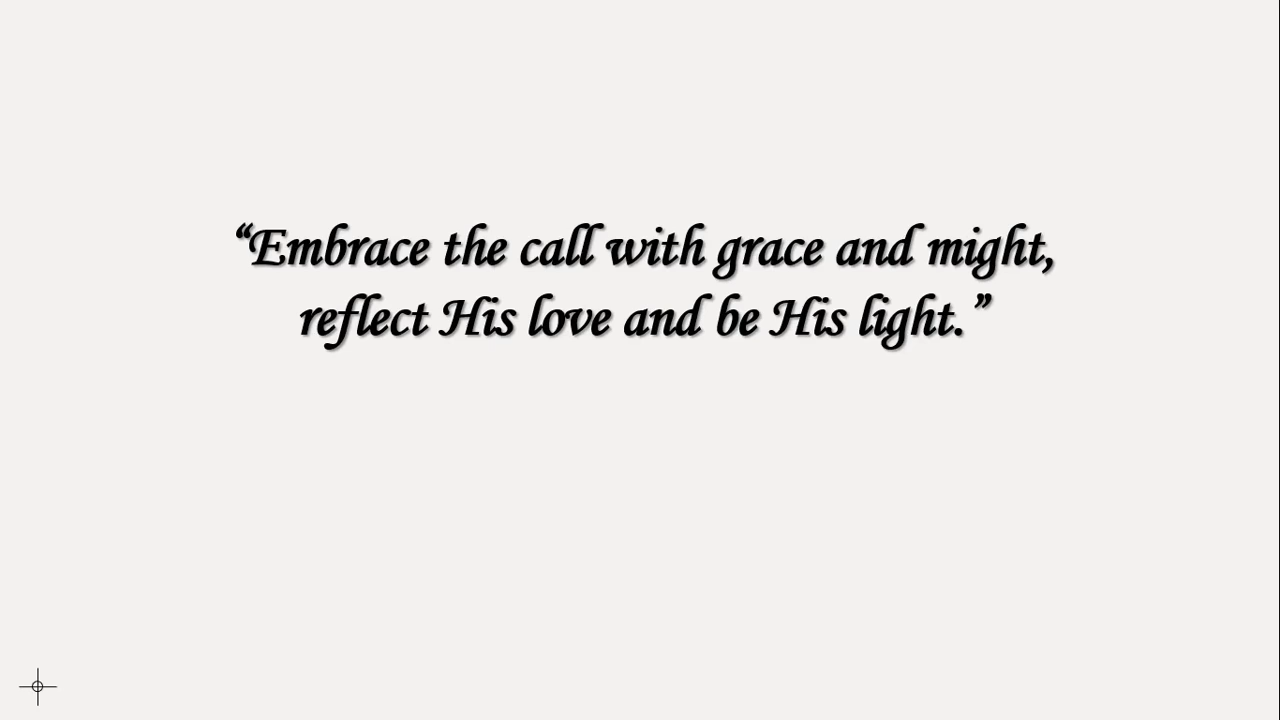 “Embrace the call with grace and might,
reflect His love and be His light.”